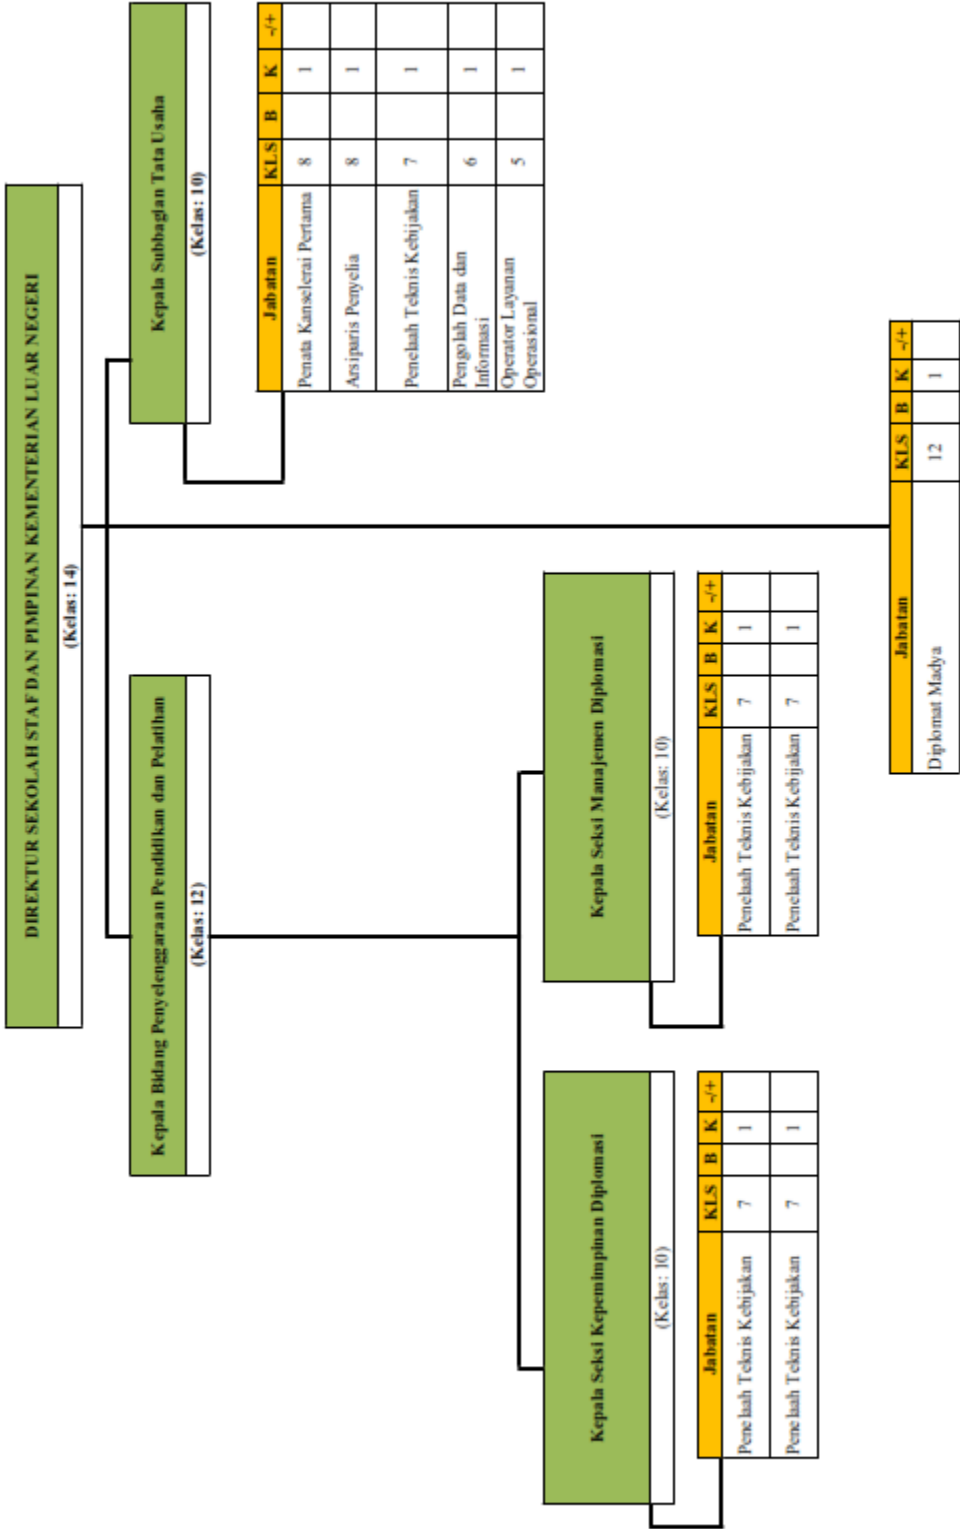 DIREKTUR SEKOLAH STAF DAN PIMPINAN KEMENTERIAN LUAR NEGERI
(Kelas: 14)
Kepala Bidang Penyelenggaraan Pendidikan dan Pelatihan
(Kelas: 12)
Kepala Subbagian Tata Usaha
(Kelas: 10)
Jabatan KLS B K -/+
Penata Kanselerai Pertama 8 1
Arsiparis Penyelia 8 1
Penelaah Teknis Kebijakan 7 1
Pengolah Data dan
Informasi 6 1
Operator Layanan
Operasional 5 1
Kepala Seksi Kepemimpinan Diplomasi
(Kelas: 10)
Jabatan KLS B K -/+
Penelaah Teknis Kebijakan 7 1
Penelaah Teknis Kebijakan 7 1
Kepala Seksi Manajemen Diplomasi
(Kelas: 10)
Jabatan KLS B K -/+
Penelaah Teknis Kebijakan 7 1
Penelaah Teknis Kebijakan 7 1
Jabatan KLS B K -/+
Diplomat Madya 12 1